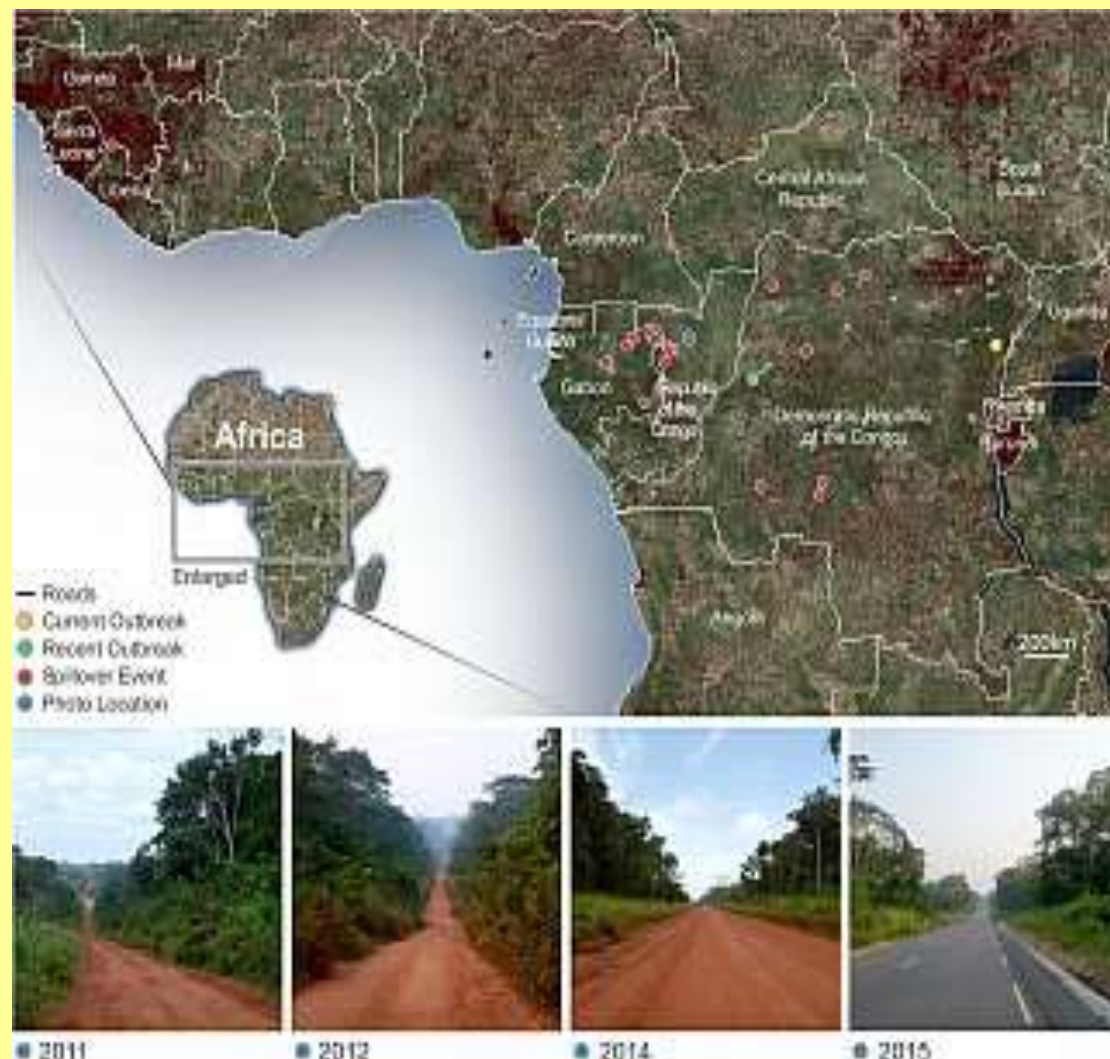 Guinea
Mali
Sierra
Leone
Liberia
Central African
Republic
South
Sudan
Cameroon
Uganda
Equatorial
Guinea
Gabon
Republic
of the
Congo
Democratic Republic
of the Congo
Rwanda
Burundi
Angola
200km
Africa
Enlarged
Roads
Current Outbreak
Recent Outbreak
Spillover Event
Photo Location
2011
2012
2014
2015